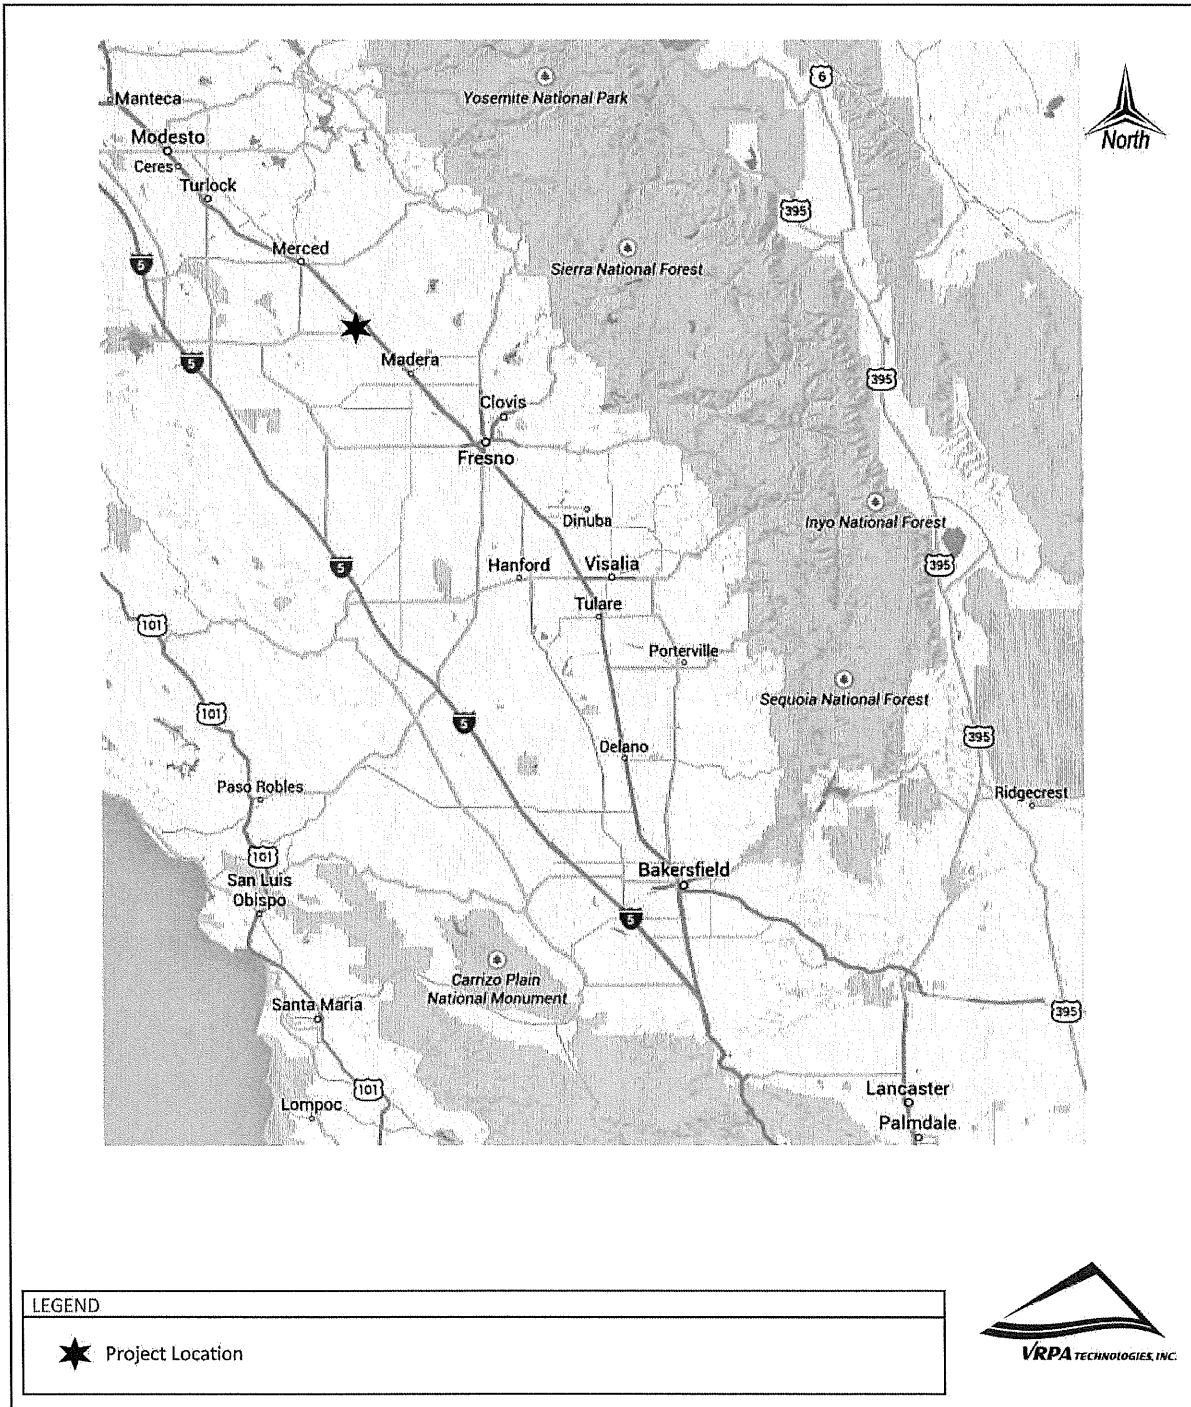 Yosemite National Park
6
North
Manteca
Modesto
Ceres
Turlock
395
Merced
5
Sierra National Forest
5
Madera
395
Clovis
Fresno
Inyo National Forest
Dinuba
5
Hanford
Visalia
395
Tulare
101
Porterville
Sequoia National Forest
101
5
395
Delano
Paso Robles
Ridgecrest
101
San Luis
Obispo
Bakersfield
5
Carrizo Plain
National Monument
Santa Maria
395
101
Lompoc
Lancaster
Palmdale
LEGEND
Project Location
VRPA TECHNOLOGIES, INC.